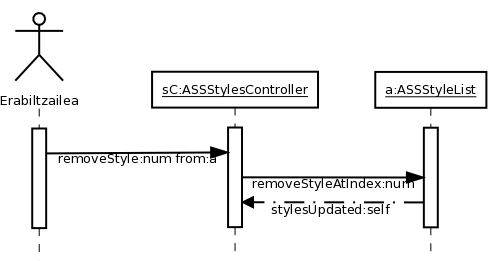 Erabiltzailea
sC:ASSStylesController
a:ASSStyleList
removeStyle:num from:a
removeStyleAtIndex:num
stylesUpdated:self